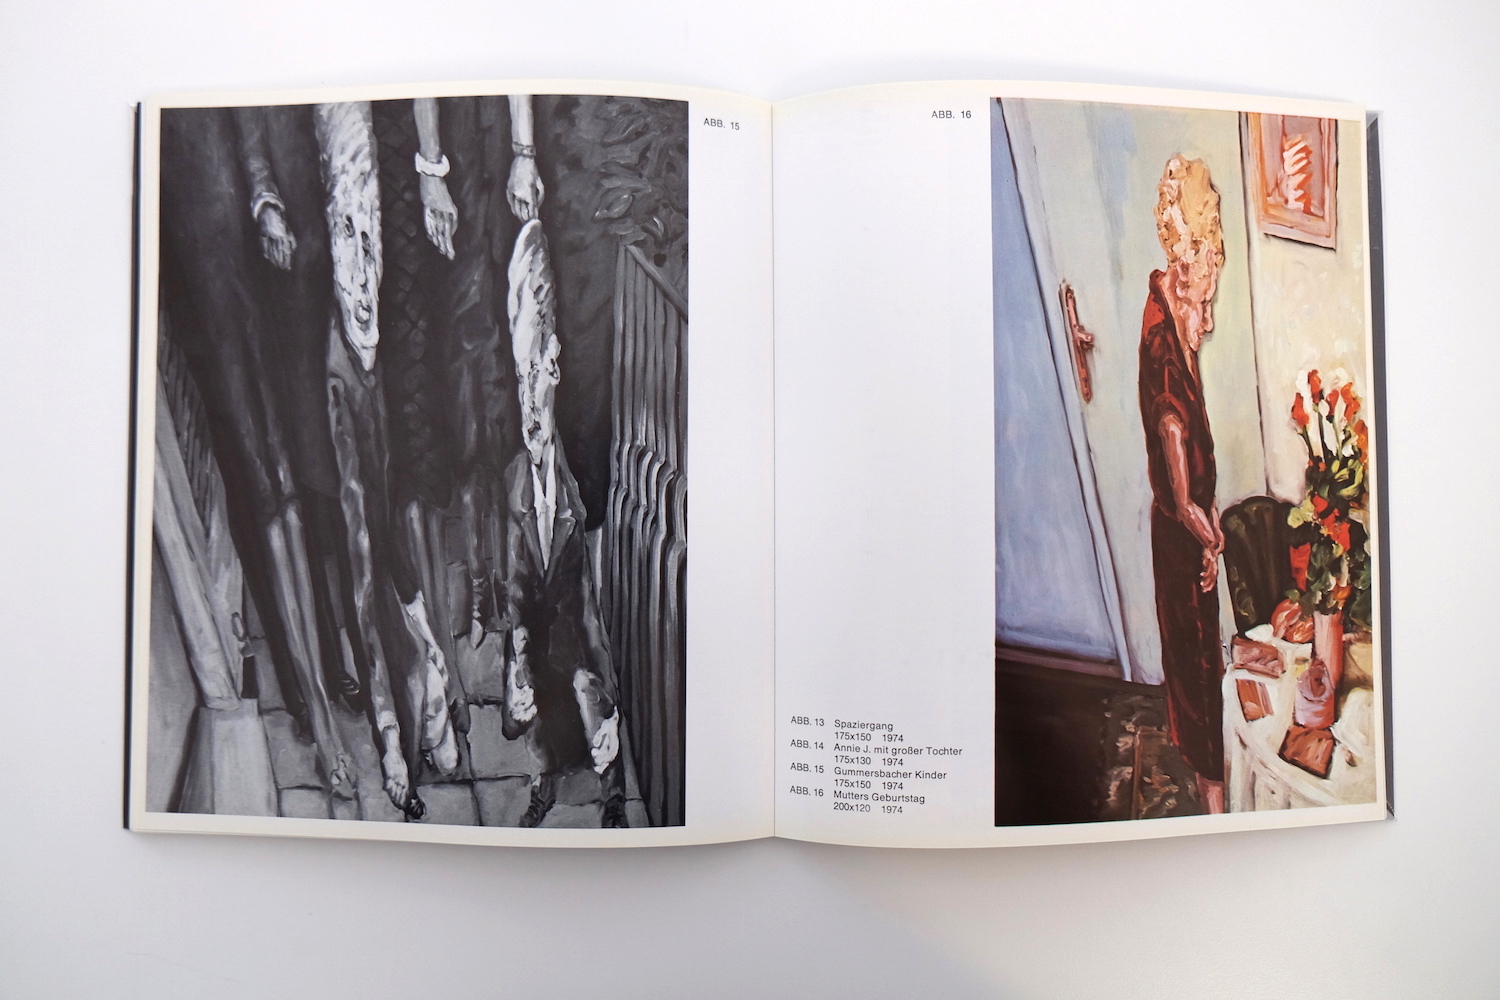 ABB. 15
ABB. 16
ABB. 13 Spaziergang
175x150 1974
ABB. 14 Annie J. mit großer Tochter
175x130 1974
ABB. 15 Gummersbacher Kinder
175x150 1974
ABB. 16 Mutters Geburtstag
200x120 1974